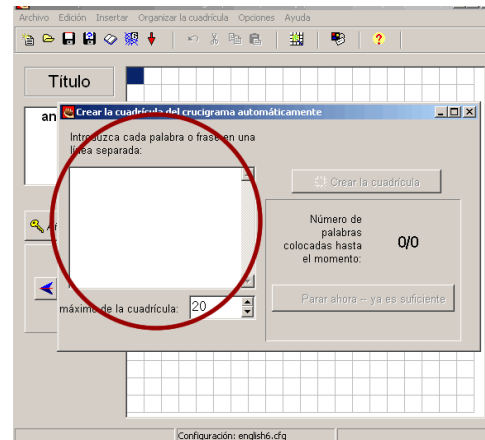 Archivo Edición Insertar Organizar la cuadrícula Opciones Ayuda
Título
an
Crear la cuadrícula del crucigrama automáticamente
Introduzca cada palabra o frase en una
línea separada:
Crear la cuadrícula
Número de
palabras
colocadas hasta
el momento:
0/0
máximo de la cuadrícula: 20
Parar ahora -- ya es suficiente
Configuración: english6.cfg